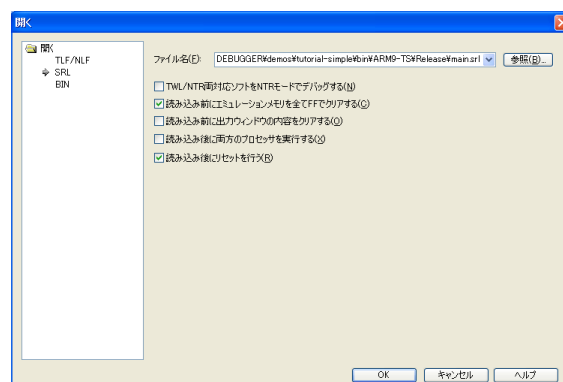 開く
開く
TLF/NLF
SRL
BIN
ファイル名(F): DEBUGGER¥demos¥tutorial-simple¥bin¥ARM9-TS¥Release¥main.srl 参照(B)...
TWL/NTR両対応ソフトをNTRモードでデバッグする(N)
読み込み前にエミュレーションメモリを全てFFでクリアする(C)
読み込み前に出力ウィンドウの内容をクリアする(O)
読み込み後に両方のプロセッサを実行する(X)
読み込み後にリセットを行う(R)
OK キャンセル ヘルプ